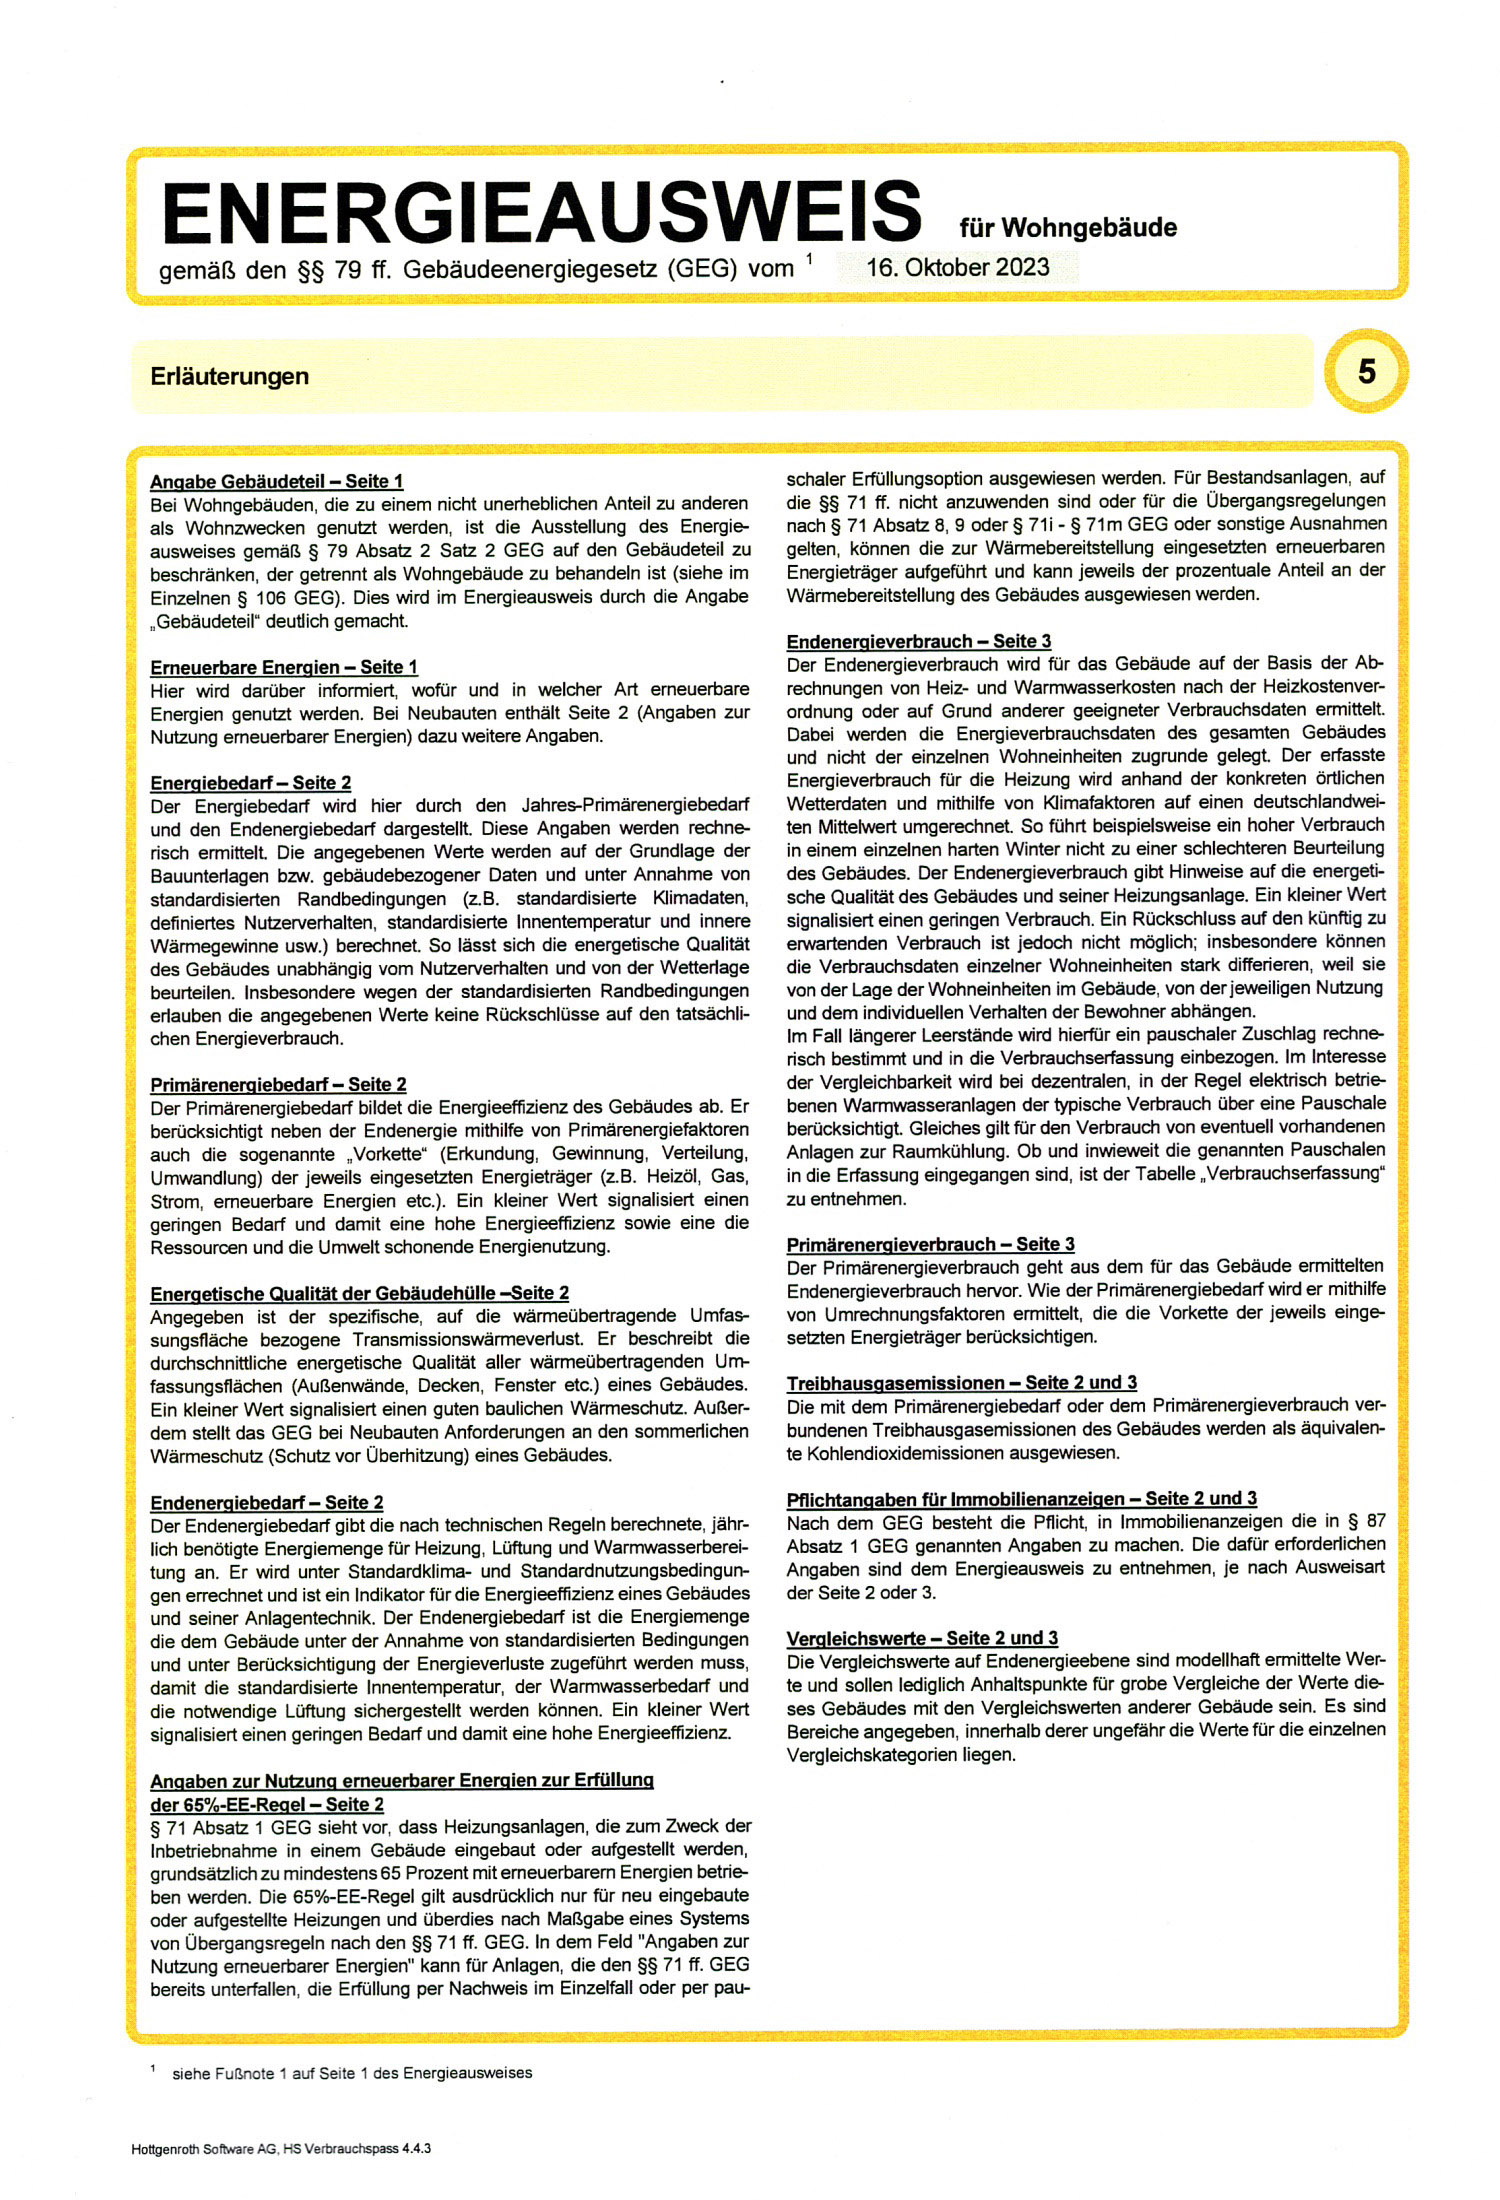 ENERGIEAUSWEIS für Wohngebäude
gemäß den §§ 79 ff. Gebäudeenergiegesetz (GEG) vom ¹ 16. Oktober 2023
Erläuterungen
5
Angabe Gebäudeteil – Seite 1
Bei Wohngebäuden, die zu einem nicht unerheblichen Anteil zu anderen
als Wohnzwecken genutzt werden, ist die Ausstellung des Energie-
ausweises gemäß § 79 Absatz 2 Satz 2 GEG auf den Gebäudeteil zu
beschränken, der getrennt als Wohngebäude zu behandeln ist (siehe im
Einzelnen § 106 GEG). Dies wird im Energieausweis durch die Angabe
„Gebäudeteil“ deutlich gemacht.
Erneuerbare Energien – Seite 1
Hier wird darüber informiert, wofür und in welcher Art erneuerbare
Energien genutzt werden. Bei Neubauten enthält Seite 2 (Angaben zur
Nutzung erneuerbarer Energien) dazu weitere Angaben.
Energiebedarf – Seite 2
Der Energiebedarf wird hier durch den Jahres-Primärenergiebedarf
und den Endenergiebedarf dargestellt. Diese Angaben werden rechne-
risch ermittelt. Die angegebenen Werte werden auf der Grundlage der
Bauunterlagen bzw. gebäudebezogener Daten und unter Annahme von
standardisierten Randbedingungen (z.B. standardisierte Klimadaten,
definiertes Nutzerverhalten, standardisierte Innentemperatur und innere
Wärmegewinne usw.) berechnet. So lässt sich die energetische Qualität
des Gebäudes unabhängig vom Nutzerverhalten und von der Wetterlage
beurteilen. Insbesondere wegen der standardisierten Randbedingungen
erlauben die angegebenen Werte keine Rückschlüsse auf den tatsächli-
chen Energieverbrauch.
Primärenergiebedarf – Seite 2
Der Primärenergiebedarf bildet die Energieeffizienz des Gebäudes ab. Er
berücksichtigt neben der Endenergie mithilfe von Primärenergiefaktoren
auch die sogenannte „Vorkette“ (Erkundung, Gewinnung, Verteilung,
Umwandlung) der jeweils eingesetzten Energieträger (z.B. Heizöl, Gas,
Strom, erneuerbare Energien etc.). Ein kleiner Wert signalisiert einen
geringen Bedarf und damit eine hohe Energieeffizienz sowie eine die
Ressourcen und die Umwelt schonende Energienutzung.
Energetische Qualität der Gebäudehülle –Seite 2
Angegeben ist der spezifische, auf die wärmeübertragende Umfas-
sungsfläche bezogene Transmissionswärmeverlust. Er beschreibt die
durchschnittliche energetische Qualität aller wärmeübertragenden Um-
fassungsflächen (Außenwände, Decken, Fenster etc.) eines Gebäudes.
Ein kleiner Wert signalisiert einen guten baulichen Wärmeschutz. Außer-
dem stellt das GEG bei Neubauten Anforderungen an den sommerlichen
Wärmeschutz (Schutz vor Überhitzung) eines Gebäudes.
Endenergiebedarf – Seite 2
Der Endenergiebedarf gibt die nach technischen Regeln berechnete, jähr-
lich benötigte Energiemenge für Heizung, Lüftung und Warmwasserberei-
tung an. Er wird unter Standardklima- und Standardnutzungsbedingun-
gen errechnet und ist ein Indikator für die Energieeffizienz eines Gebäudes
und seiner Anlagentechnik. Der Endenergiebedarf ist die Energiemenge
die dem Gebäude unter der Annahme von standardisierten Bedingungen
und unter Berücksichtigung der Energieverluste zugeführt werden muss,
damit die standardisierte Innentemperatur, der Warmwasserbedarf und
die notwendige Lüftung sichergestellt werden können. Ein kleiner Wert
signalisiert einen geringen Bedarf und damit eine hohe Energieeffizienz.
Angaben zur Nutzung erneuerbarer Energien zur Erfüllung
der 65%-EE-Regel – Seite 2
§ 71 Absatz 1 GEG sieht vor, dass Heizungsanlagen, die zum Zweck der
Inbetriebnahme in einem Gebäude eingebaut oder aufgestellt werden,
grundsätzlich zu mindestens 65 Prozent mit erneuerbarern Energien betrie-
ben werden. Die 65%-EE-Regel gilt ausdrücklich nur für neu eingebaute
oder aufgestellte Heizungen und überdies nach Maßgabe eines Systems
von Übergangsregeln nach den §§ 71 ff. GEG. In dem Feld "Angaben zur
Nutzung erneuerbarer Energien" kann für Anlagen, die den §§ 71 ff. GEG
bereits unterfallen, die Erfüllung per Nachweis im Einzelfall oder per pau-
schaler Erfüllungsoption ausgewiesen werden. Für Bestandsanlagen, auf
die §§ 71 ff. nicht anzuwenden sind oder für die Übergangsregelungen
nach § 71 Absatz 8, 9 oder § 71i - § 71m GEG oder sonstige Ausnahmen
gelten, können die zur Wärmebereitstellung eingesetzten erneuerbaren
Energieträger aufgeführt und kann jeweils der prozentuale Anteil an der
Wärmebereitstellung des Gebäudes ausgewiesen werden.
Endenergieverbrauch – Seite 3
Der Endenergieverbrauch wird für das Gebäude auf der Basis der Ab-
rechnungen von Heiz- und Warmwasserkosten nach der Heizkostenver-
ordnung oder auf Grund anderer geeigneter Verbrauchsdaten ermittelt.
Dabei werden die Energieverbrauchsdaten des gesamten Gebäudes
und nicht der einzelnen Wohneinheiten zugrunde gelegt. Der erfasste
Energieverbrauch für die Heizung wird anhand der konkreten örtlichen
Wetterdaten und mithilfe von Klimafaktoren auf einen deutschlandwei-
ten Mittelwert umgerechnet. So führt beispielsweise ein hoher Verbrauch
in einem einzelnen harten Winter nicht zu einer schlechteren Beurteilung
des Gebäudes. Der Endenergieverbrauch gibt Hinweise auf die energeti-
sche Qualität des Gebäudes und seiner Heizungsanlage. Ein kleiner Wert
signalisiert einen geringen Verbrauch. Ein Rückschluss auf den künftig zu
erwartenden Verbrauch ist jedoch nicht möglich; insbesondere können
die Verbrauchsdaten einzelner Wohneinheiten stark differieren, weil sie
von der Lage der Wohneinheiten im Gebäude, von der jeweiligen Nutzung
und dem individuellen Verhalten der Bewohner abhängen.
Im Fall längerer Leerstände wird hierfür ein pauschaler Zuschlag rechne-
risch bestimmt und in die Verbrauchserfassung einbezogen. Im Interesse
der Vergleichbarkeit wird bei dezentralen, in der Regel elektrisch betrie-
benen Warmwasseranlagen der typische Verbrauch über eine Pauschale
berücksichtigt. Gleiches gilt für den Verbrauch von eventuell vorhandenen
Anlagen zur Raumkühlung. Ob und inwieweit die genannten Pauschalen
in die Erfassung eingegangen sind, ist der Tabelle „Verbrauchserfassung“
zu entnehmen.
Primärenergieverbrauch – Seite 3
Der Primärenergieverbrauch geht aus dem für das Gebäude ermittelten
Endenergieverbrauch hervor. Wie der Primärenergiebedarf wird er mithilfe
von Umrechnungsfaktoren ermittelt, die die Vorkette der jeweils einge-
setzten Energieträger berücksichtigen.
Treibhausgasemissionen – Seite 2 und 3
Die mit dem Primärenergiebedarf oder dem Primärenergieverbrauch ver-
bundenen Treibhausgasemissionen des Gebäudes werden als äquivalen-
te Kohlendioxidemissionen ausgewiesen.
Pflichtangaben für Immobilienanzeigen – Seite 2 und 3
Nach dem GEG besteht die Pflicht, in Immobilienanzeigen die in § 87
Absatz 1 GEG genannten Angaben zu machen. Die dafür erforderlichen
Angaben sind dem Energieausweis zu entnehmen, je nach Ausweisart
der Seite 2 oder 3.
Vergleichswerte – Seite 2 und 3
Die Vergleichswerte auf Endenergieebene sind modellhaft ermittelte Wer-
te und sollen lediglich Anhaltspunkte für grobe Vergleiche der Werte die-
ses Gebäudes mit den Vergleichswerten anderer Gebäude sein. Es sind
Bereiche angegeben, innerhalb derer ungefähr die Werte für die einzelnen
Vergleichskategorien liegen.
¹ siehe Fußnote 1 auf Seite 1 des Energieausweises
Hottgenroth Software AG, HS Verbrauchspass 4.4.3